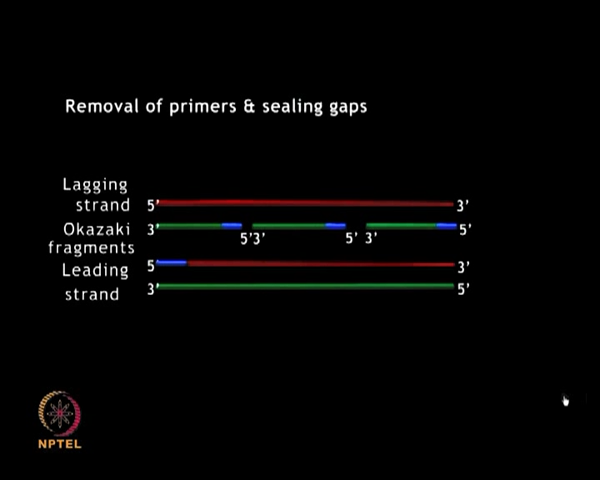 Removal of primers & sealing gaps
Lagging
strand 5' 3'
Okazaki 3' 5'
fragments 5'3' 5' 3'
Leading 5' 3'
strand 3' 5'
NPTEL